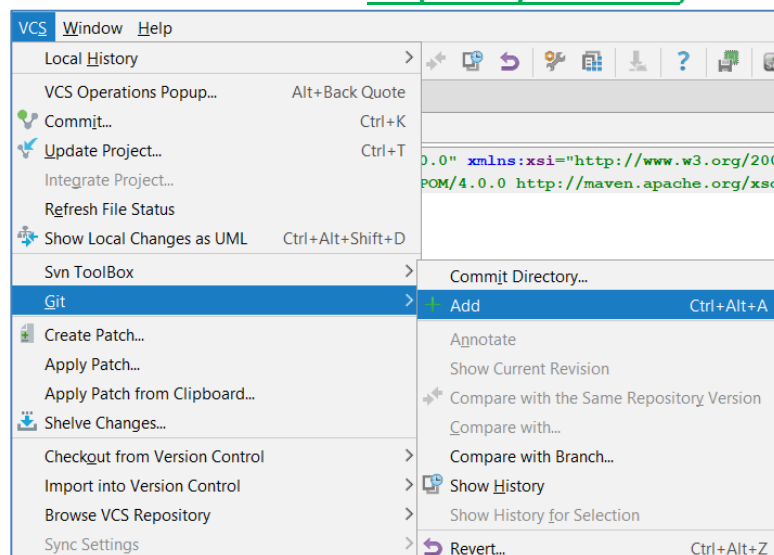 VCS Window Help
Local History
VCS Operations Popup... Alt+Back Quote
Commit... Ctrl+K
Update Project... Ctrl+T
Integrate Project...
Refresh File Status
Show Local Changes as UML Ctrl+Alt+Shift+D
Svn ToolBox
Git
Create Patch...
Apply Patch...
Apply Patch from Clipboard...
Shelve Changes...
Checkout from Version Control
Import into Version Control
Browse VCS Repository
Sync Settings
0.0" xmlns:xsi="http://www.w3.org/200
POM/4.0.0 http://maven.apache.org/xsd
Commit Directory...
Add Ctrl+Alt+A
Annotate
Show Current Revision
Compare with the Same Repository Version
Compare with...
Compare with Branch...
Show History
Show History for Selection
Revert... Ctrl+Alt+Z